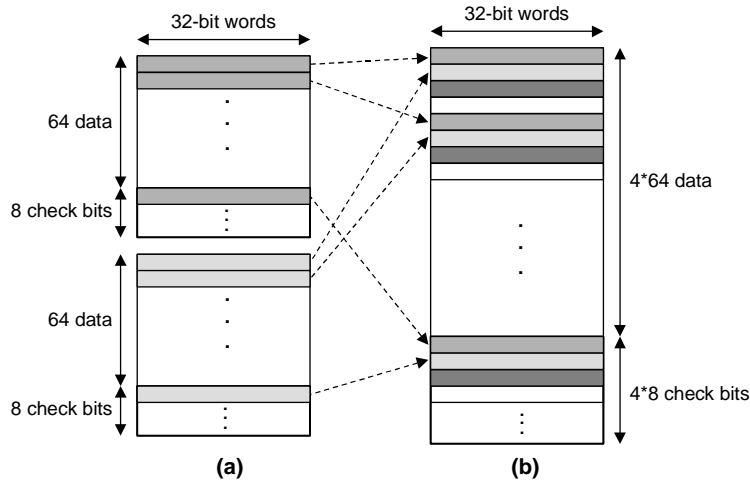 32-bit words
64 data
8 check bits
64 data
8 check bits
(a)
32-bit words
4*64 data
4*8 check bits
(b)